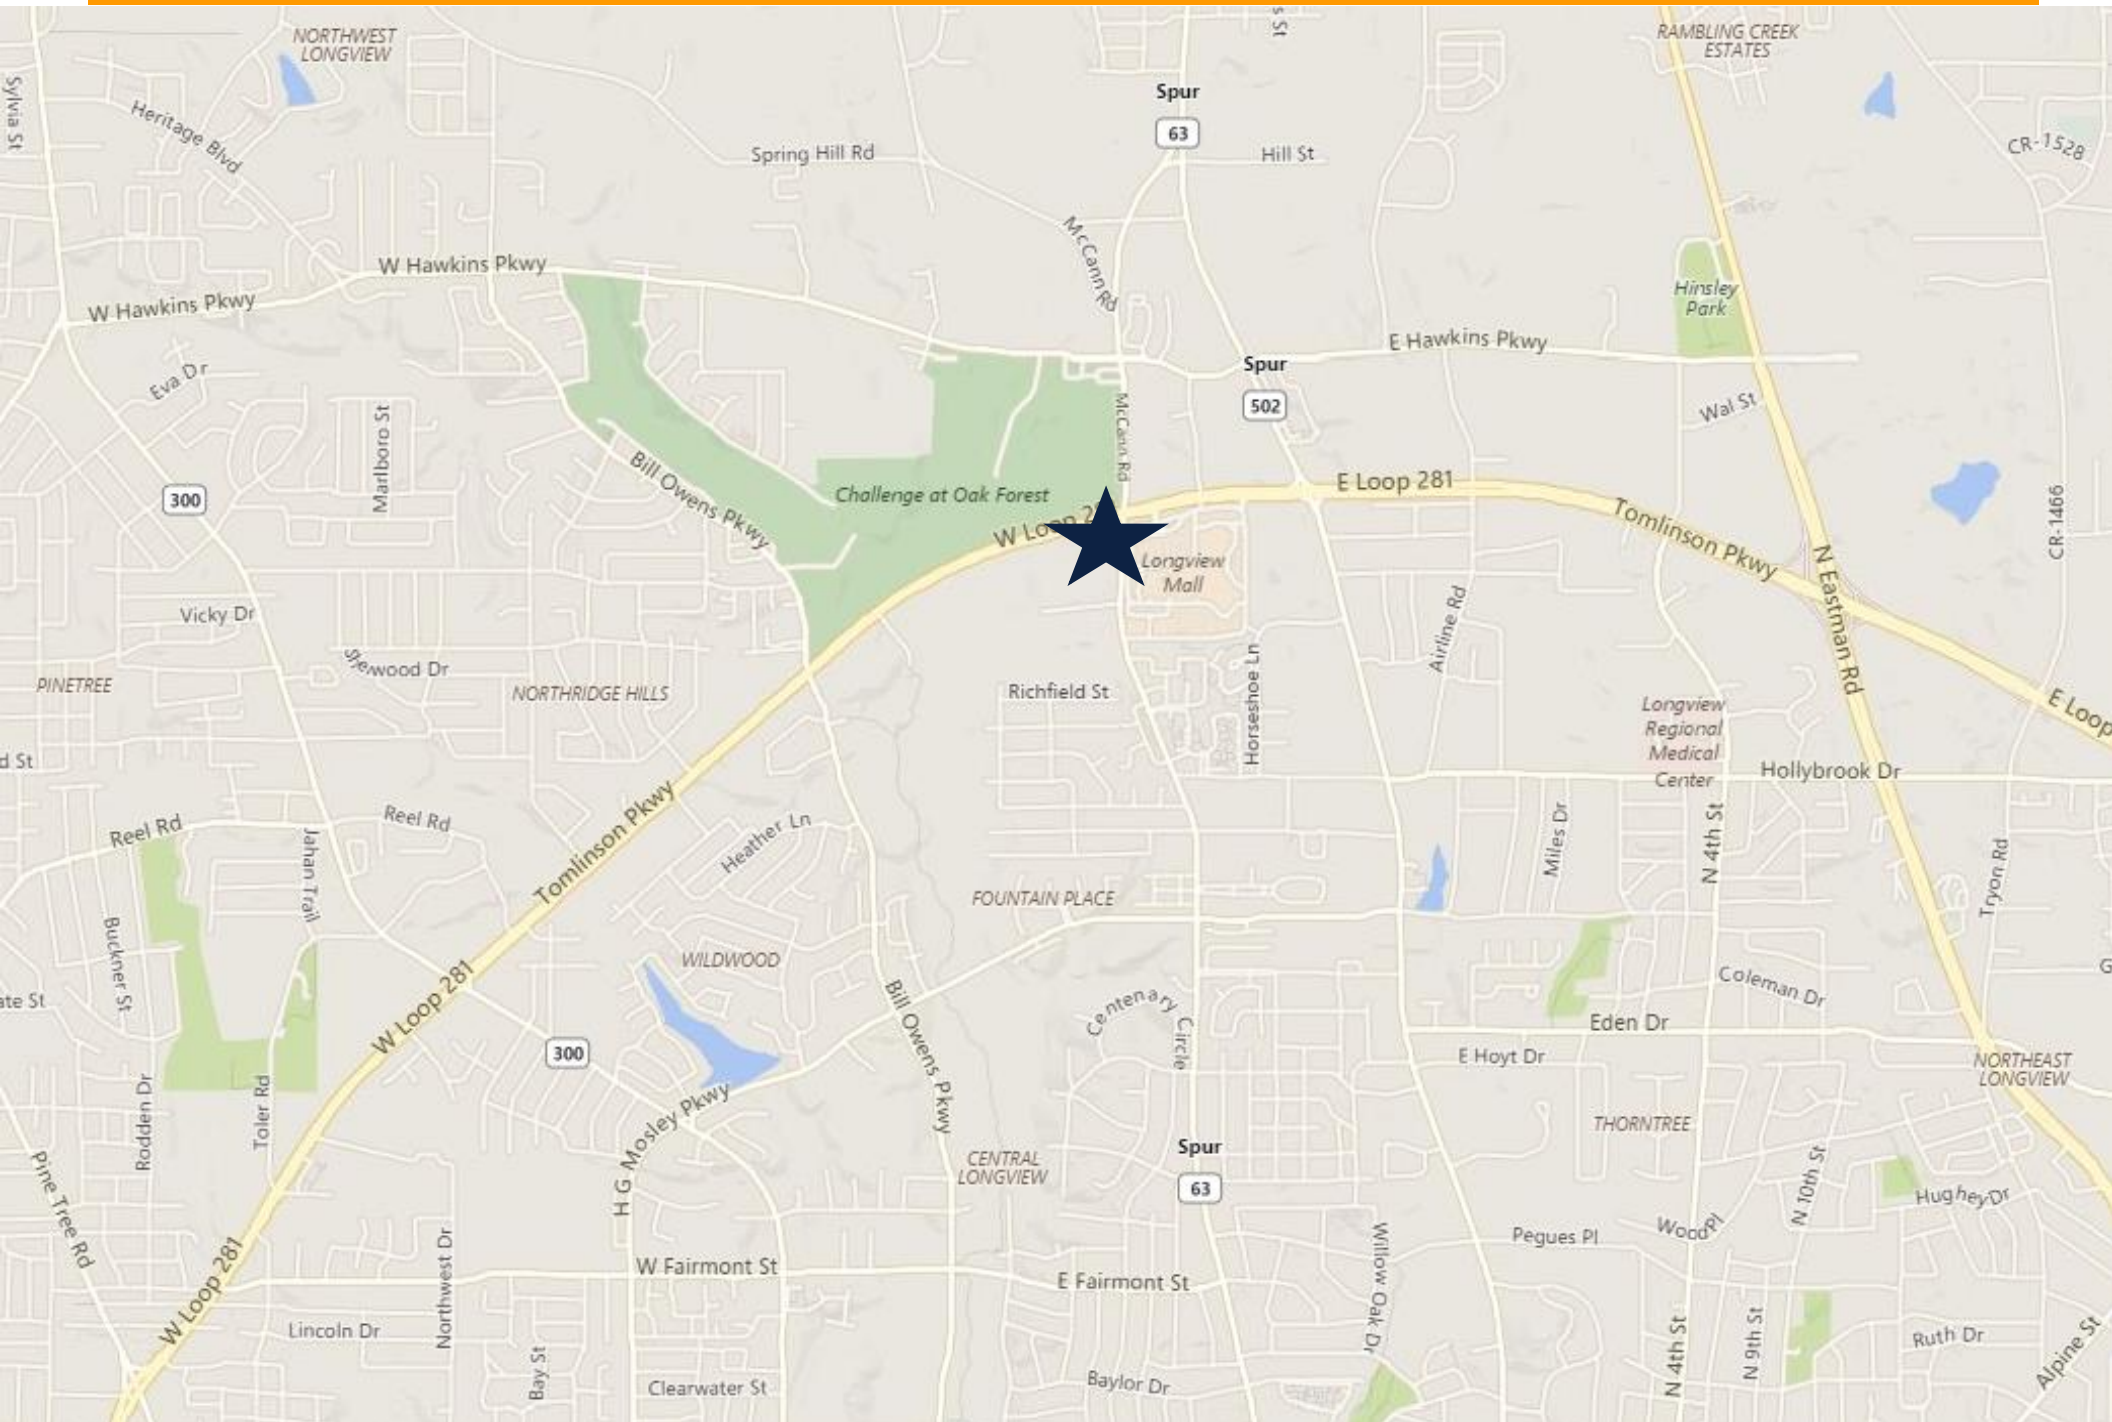 NORTHWEST
LONGVIEW
RAMBLING CREEK
ESTATES
Sylvia St
Heritage Blvd
Spur
63
Spring Hill Rd
Hill St
CR-1528
McCann Rd
W Hawkins Pkwy
W Hawkins Pkwy
Hinsley
Park
E Hawkins Pkwy
Spur
502
Eva Dr
Marlboro St
McCann Rd
Wal St
300
Bill Owens Pkwy
Challenge at Oak Forest
W Loop 2
E Loop 281
Tomlinson Pkwy
CR-1466
Longview
Mall
N Eastman Rd
Vicky Dr
Airline Rd
Sherwood Dr
PINETREE
NORTHRIDGE HILLS
Richfield St
Horseshoe Ln
Longview
Regional
Medical
Center
E Loop
d St
Hollybrook Dr
Reel Rd
Reel Rd
Jahan Trail
Tomlinson Pkwy
Heather Ln
Miles Dr
N 4th St
Tryon Rd
FOUNTAIN PLACE
Buckner St
WILDWOOD
W Loop 281
Bill Owens Pkwy
Centenary Circle
Coleman Dr
G
ate St
Eden Dr
300
E Hoyt Dr
NORTHEAST
LONGVIEW
Rodden Dr
Toler Rd
H G Mosley Pkwy
THORNTREE
Pine Tree Rd
CENTRAL
LONGVIEW
Spur
63
N 10th St
Hughey Dr
W Loop 281
Northwest Dr
Willow Oak Dr
Pegues Pl
Wood Pl
W Fairmont St
E Fairmont St
Lincoln Dr
Bay St
Clearwater St
Baylor Dr
N 4th St
N 9th St
Ruth Dr
Alpine St
s St